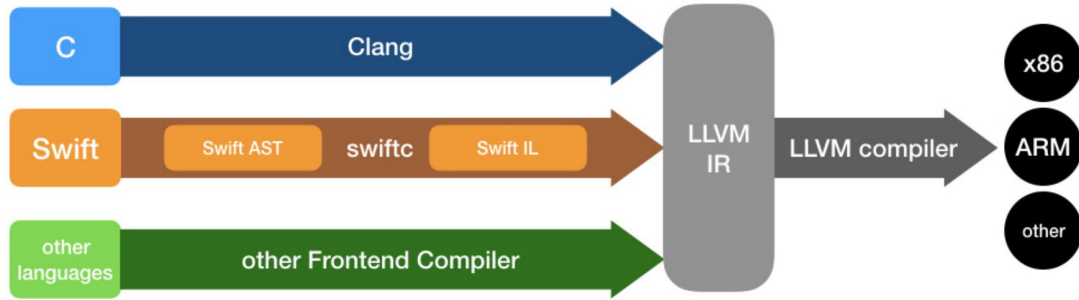 C
Clang
Swift
Swift AST
swiftc
Swift IL
other
languages
other Frontend Compiler
LLVM
IR
LLVM compiler
x86
ARM
other